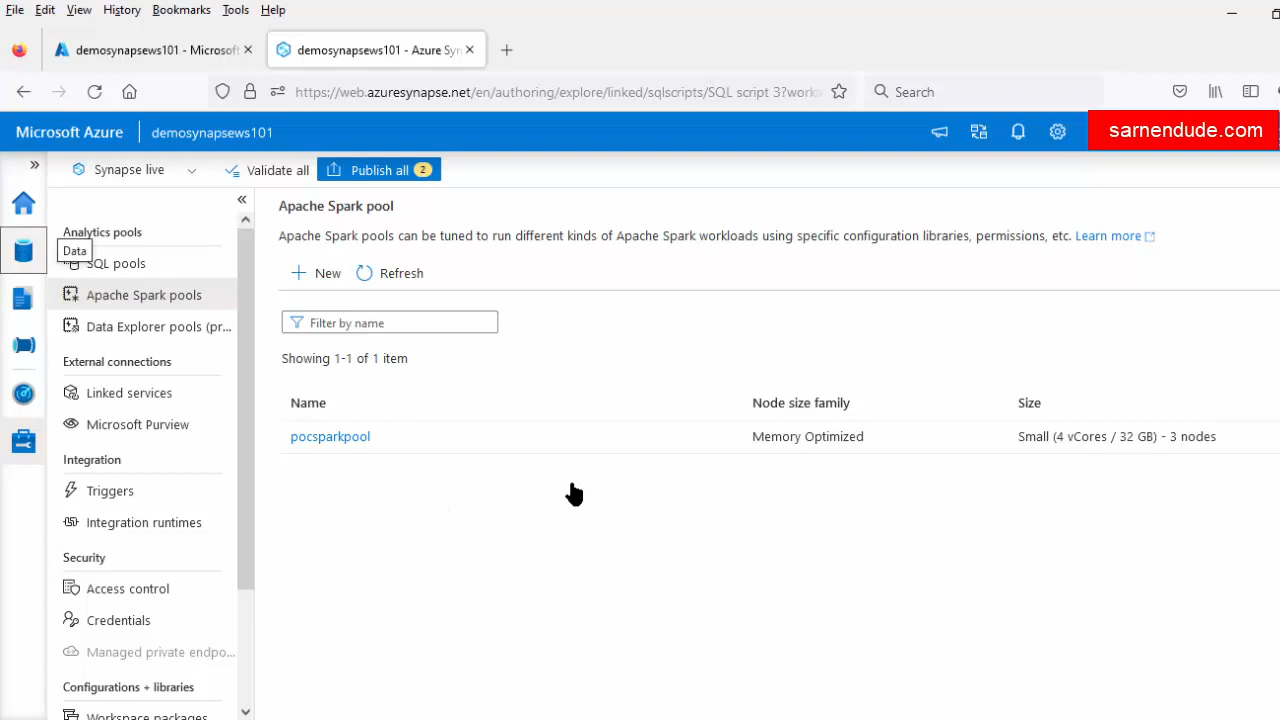 File Edit View History Bookmarks Tools Help
demosynapsews101 - Microsoft
demosynapsews101 - Azure Syn
https://web.azuresynapse.net/en/authoring/explore/linked/sqlscripts/SQL script 3?works
Search
Microsoft Azure
demosynapsews101
sarnendude.com
Synapse live
Validate all
Publish all 2
Analytics pools
Data
SQL pools
Apache Spark pools
Data Explorer pools (pr...
External connections
Linked services
Microsoft Purview
Integration
Triggers
Integration runtimes
Security
Access control
Credentials
Managed private endpo...
Configurations + libraries
Workspace packages
Apache Spark pool
Apache Spark pools can be tuned to run different kinds of Apache Spark workloads using specific configuration libraries, permissions, etc. Learn more
New Refresh
Filter by name
Showing 1-1 of 1 item
Name Node size family Size
pocsparkpool Memory Optimized Small (4 vCores / 32 GB) - 3 nodes